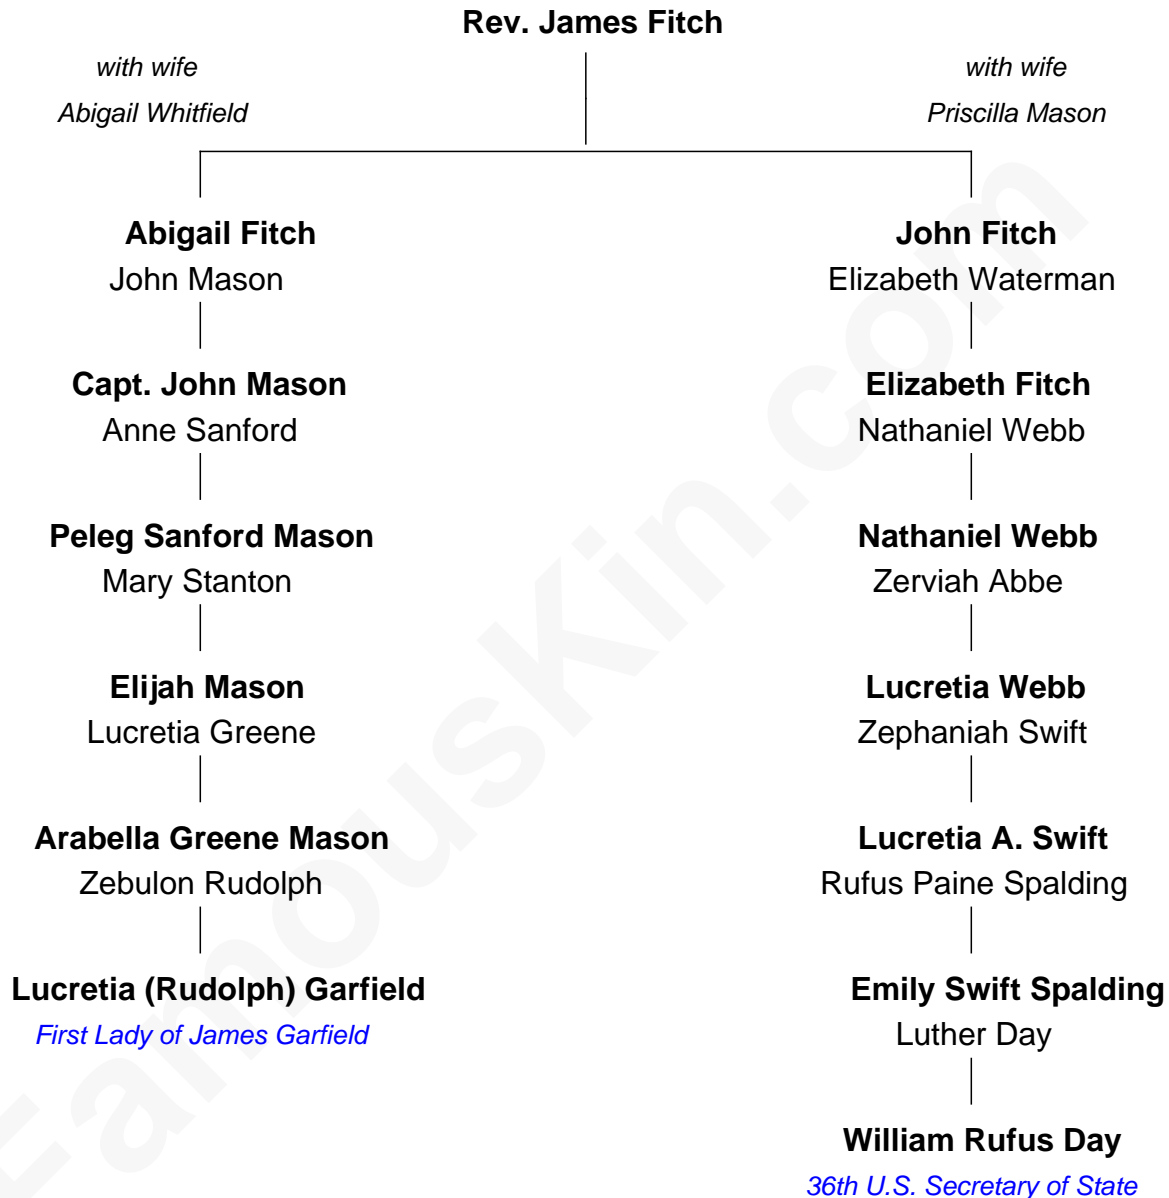 Rev. James Fitch
with wife
Abigail Whitfield
with wife
Priscilla Mason
Abigail Fitch
John Mason
John Fitch
Elizabeth Waterman
Capt. John Mason
Anne Sanford
Elizabeth Fitch
Nathaniel Webb
Peleg Sanford Mason
Mary Stanton
Nathaniel Webb
Zerviah Abbe
Elijah Mason
Lucretia Greene
Lucretia Webb
Zephaniah Swift
Arabella Greene Mason
Zebulon Rudolph
Lucretia A. Swift
Rufus Paine Spalding
Lucretia (Rudolph) Garfield
First Lady of James Garfield
Emily Swift Spalding
Luther Day
William Rufus Day
36th U.S. Secretary of State
FamousKin.com